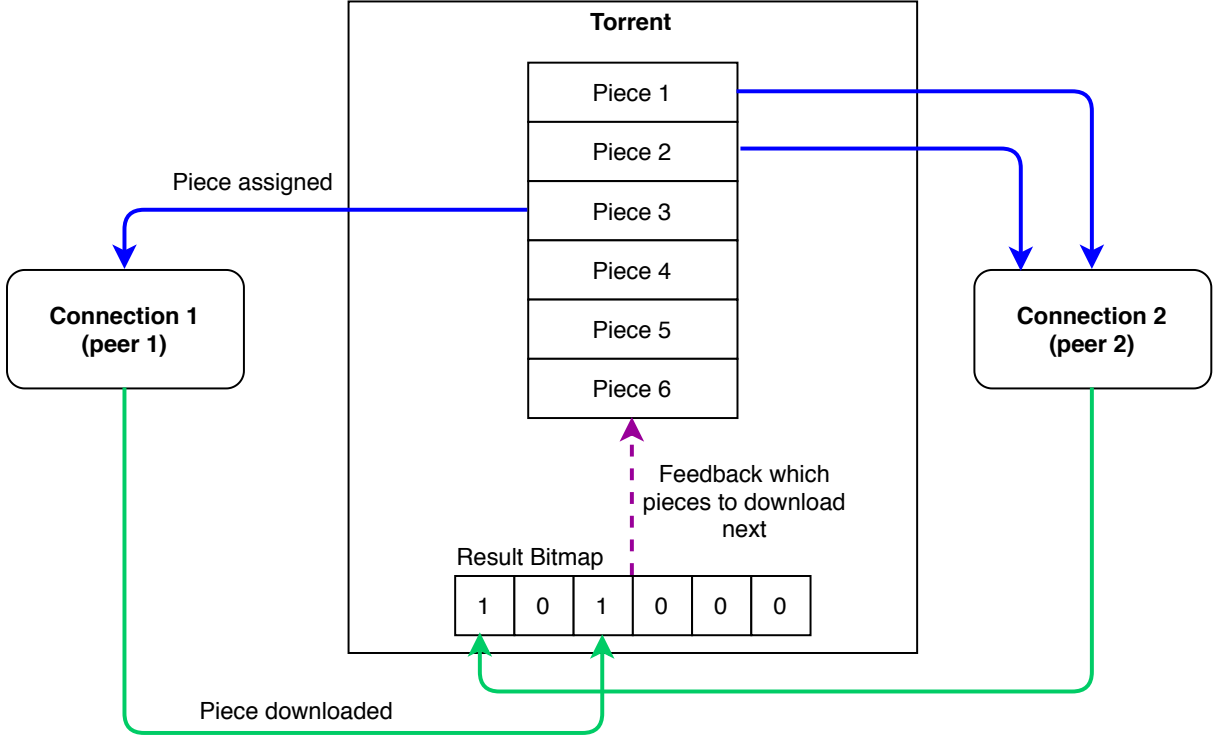 Torrent
Piece 1
Piece 2
Piece assigned
Piece 3
Piece 4
Connection 1
(peer 1)
Piece 5
Connection 2
(peer 2)
Piece 6
Feedback which
pieces to download
next
Result Bitmap
1 0 1 0 0 0
Piece downloaded